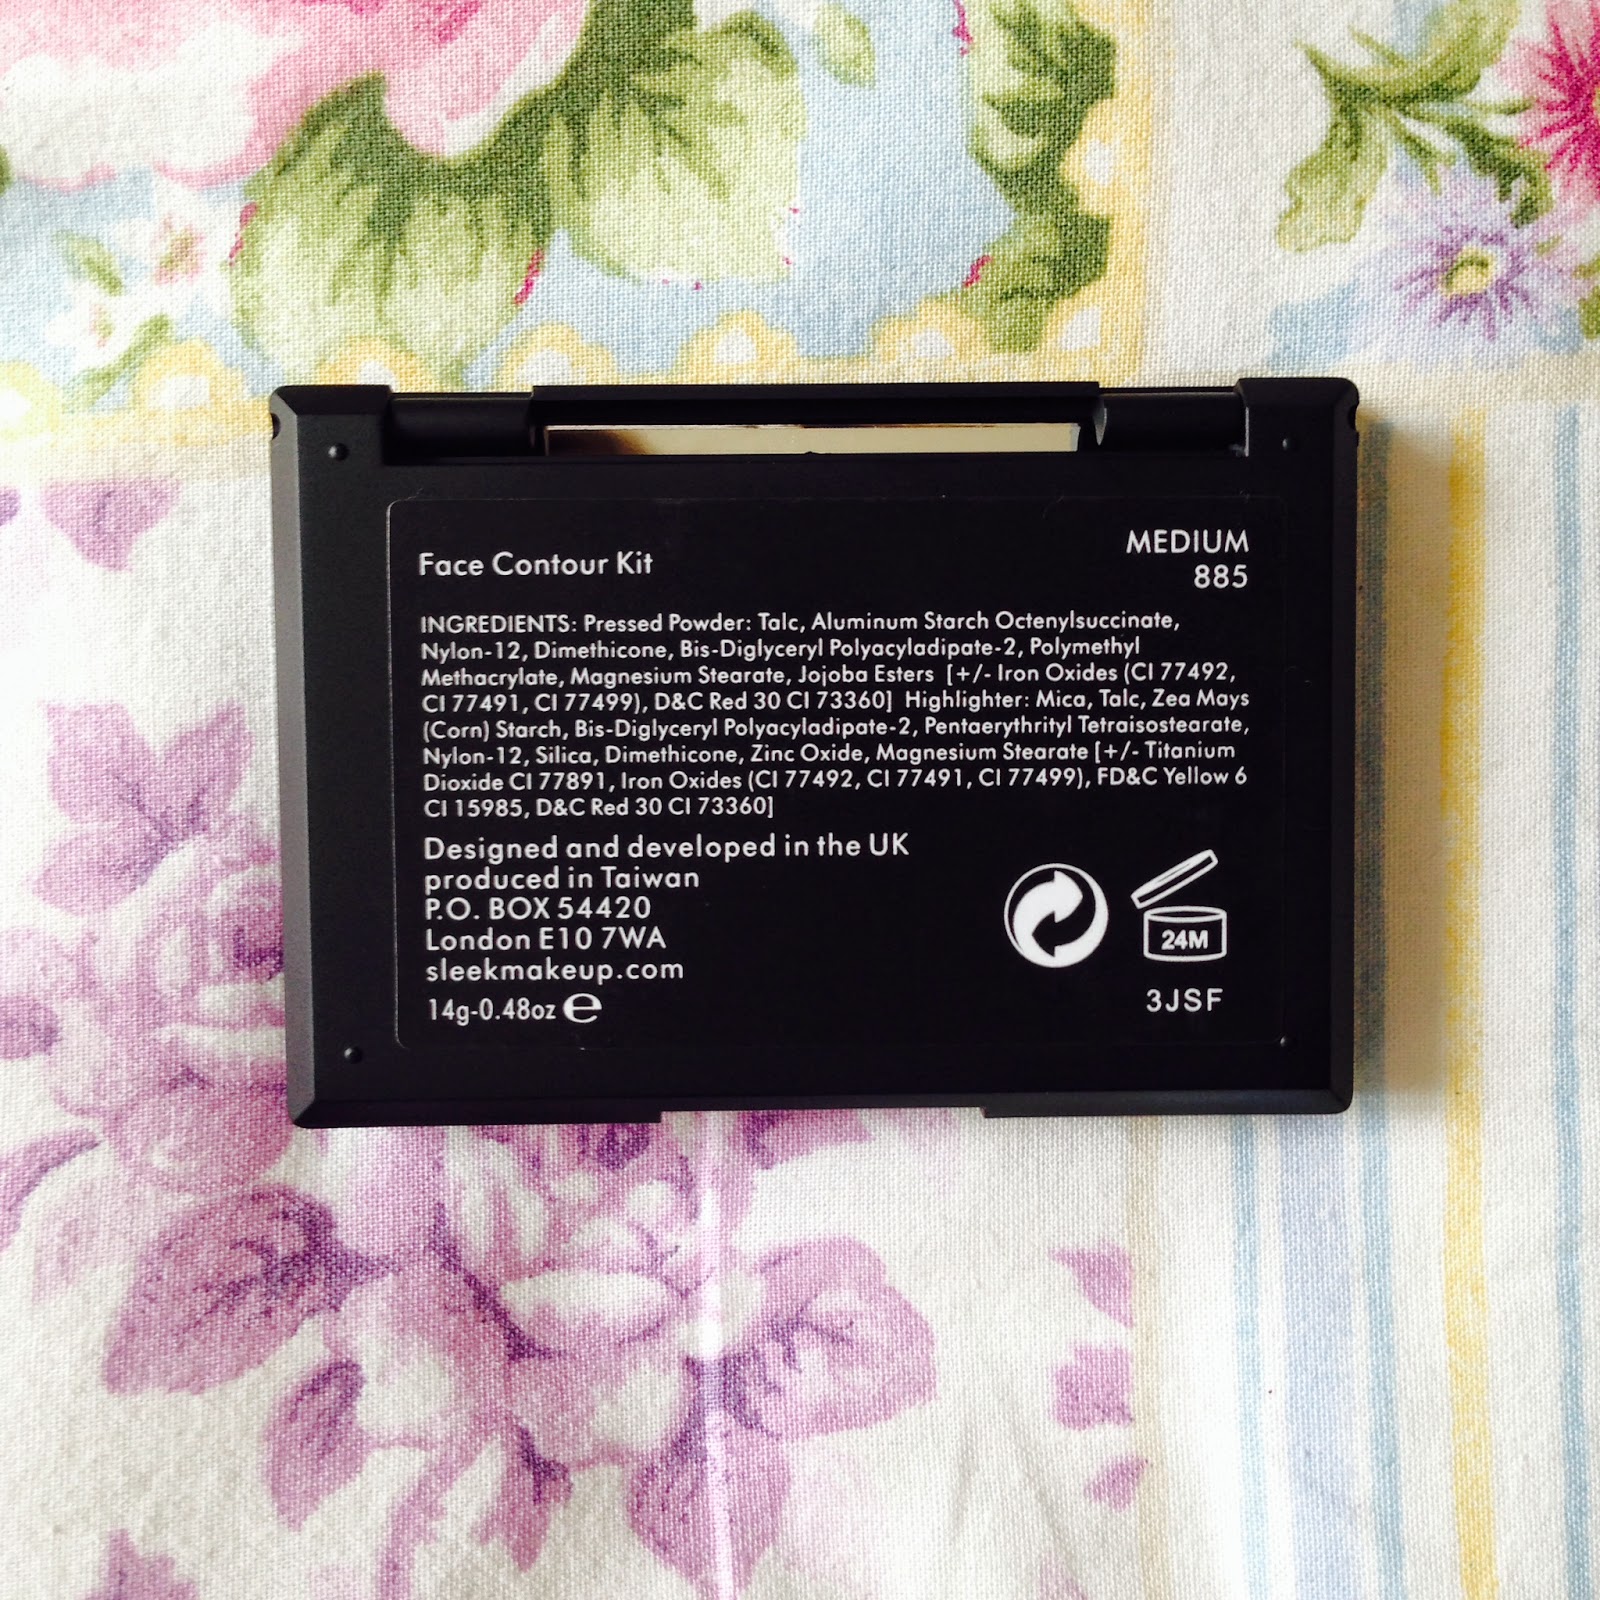 Face Contour Kit
MEDIUM
885
INGREDIENTS: Pressed Powder: Talc, Aluminum Starch Octenylsuccinate,
Nylon-12, Dimethicone, Bis-Diglyceryl Polyacyladipate-2, Polymethyl
Methacrylate, Magnesium Stearate, Jojoba Esters [+/- Iron Oxides (CI 77492,
CI 77491, CI 77499), D&C Red 30 CI 73360] Highlighter: Mica, Talc, Zea Mays
(Corn) Starch, Bis-Diglyceryl Polyacyladipate-2, Pentaerythrityl Tetraisostearate,
Nylon-12, Silica, Dimethicone, Zinc Oxide, Magnesium Stearate [+/- Titanium
Dioxide CI 77891, Iron Oxides (CI 77492, CI 77491, CI 77499), FD&C Yellow 6
CI 15985, D&C Red 30 CI 73360]
Designed and developed in the UK
produced in Taiwan
P.O. BOX 54420
London E10 7WA
sleekmakeup.com
14g-0.48oz ℮
24M
3JSF